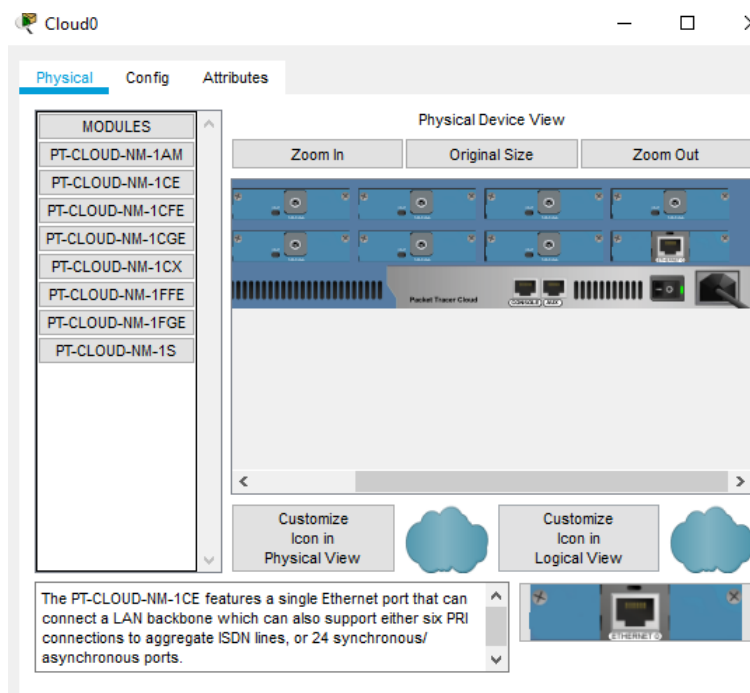 Cloud0
Physical Config Attributes
MODULES
PT-CLOUD-NM-1AM
PT-CLOUD-NM-1CE
PT-CLOUD-NM-1CFE
PT-CLOUD-NM-1CGE
PT-CLOUD-NM-1CX
PT-CLOUD-NM-1FFE
PT-CLOUD-NM-1FGE
PT-CLOUD-NM-1S
Physical Device View
Zoom In Original Size Zoom Out
ETHERNET 0
Packet Tracer Cloud
CONSOLE AUX
Customize
Icon in
Physical View
Customize
Icon in
Logical View
The PT-CLOUD-NM-1CE features a single Ethernet port that can
connect a LAN backbone which can also support either six PRI
connections to aggregate ISDN lines, or 24 synchronous/
asynchronous ports.
ETHERNET 0